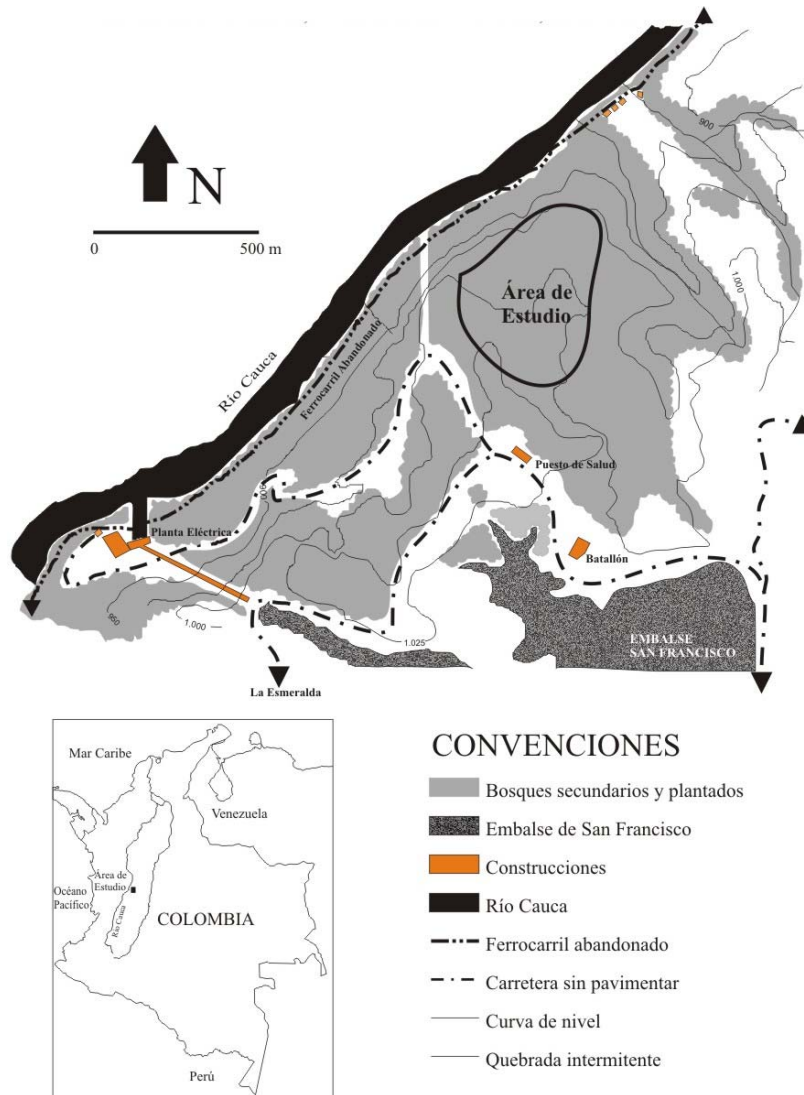 N
0 500 m
900
1.000
Área de
Estudio
Río Cauca
Ferrocarril Abandonado
900
Puesto de Salud
Planta Eléctrica
Batallón
950
1.000
1.025
EMBALSE
SAN FRANCISCO
La Esmeralda
Mar Caribe
Venezuela
Área de
Estudio
Océano
Pacífico
Río Cauca
COLOMBIA
Perú
CONVENCIONES
Bosques secundarios y plantados
Embalse de San Francisco
Construcciones
Río Cauca
Ferrocarril abandonado
Carretera sin pavimentar
Curva de nivel
Quebrada intermitente